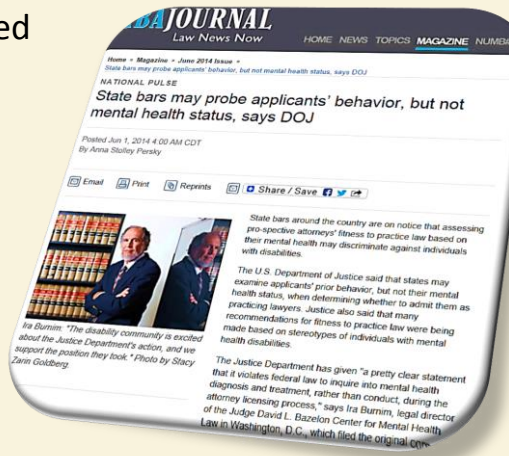 ed
BAJOURNAL
Law News Now
HOME NEWS TOPICS MAGAZINE NUMBA
Home • Magazine • June 2014 Issue •
State bars may probe applicants' behavior, but not mental health status, says DOJ
NATIONAL PULSE
State bars may probe applicants' behavior, but not
mental health status, says DOJ
Posted Jun 1, 2014 4:00 AM CDT
By Anna Stolley Persky
Email Print Reprints Share / Save
State bars around the country are on notice that assessing
pro-spective attorneys' fitness to practice law based on
their mental health may discriminate against individuals
with disabilities.
The U.S. Department of Justice said that states may
examine applicants' prior behavior, but not their mental
health status, when determining whether to admit them as
practicing lawyers. Justice also said that many
recommendations for fitness to practice law were being
made based on stereotypes of individuals with mental
health disabilities.
Ira Burnim: "The disability community is excited
about the Justice Department's action, and we
support the position they took." Photo by Stacy
Zarin Goldberg.
The Justice Department has given "a pretty clear statement
that it violates federal law to inquire into mental health
diagnosis and treatment, rather than conduct, during the
attorney licensing process," says Ira Burnim, legal director
of the Judge David L. Bazelon Center for Mental Health
Law in Washington, D.C., which filed the original